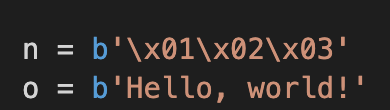 n = b'\x01\x02\x03'
o = b'Hello, world!'